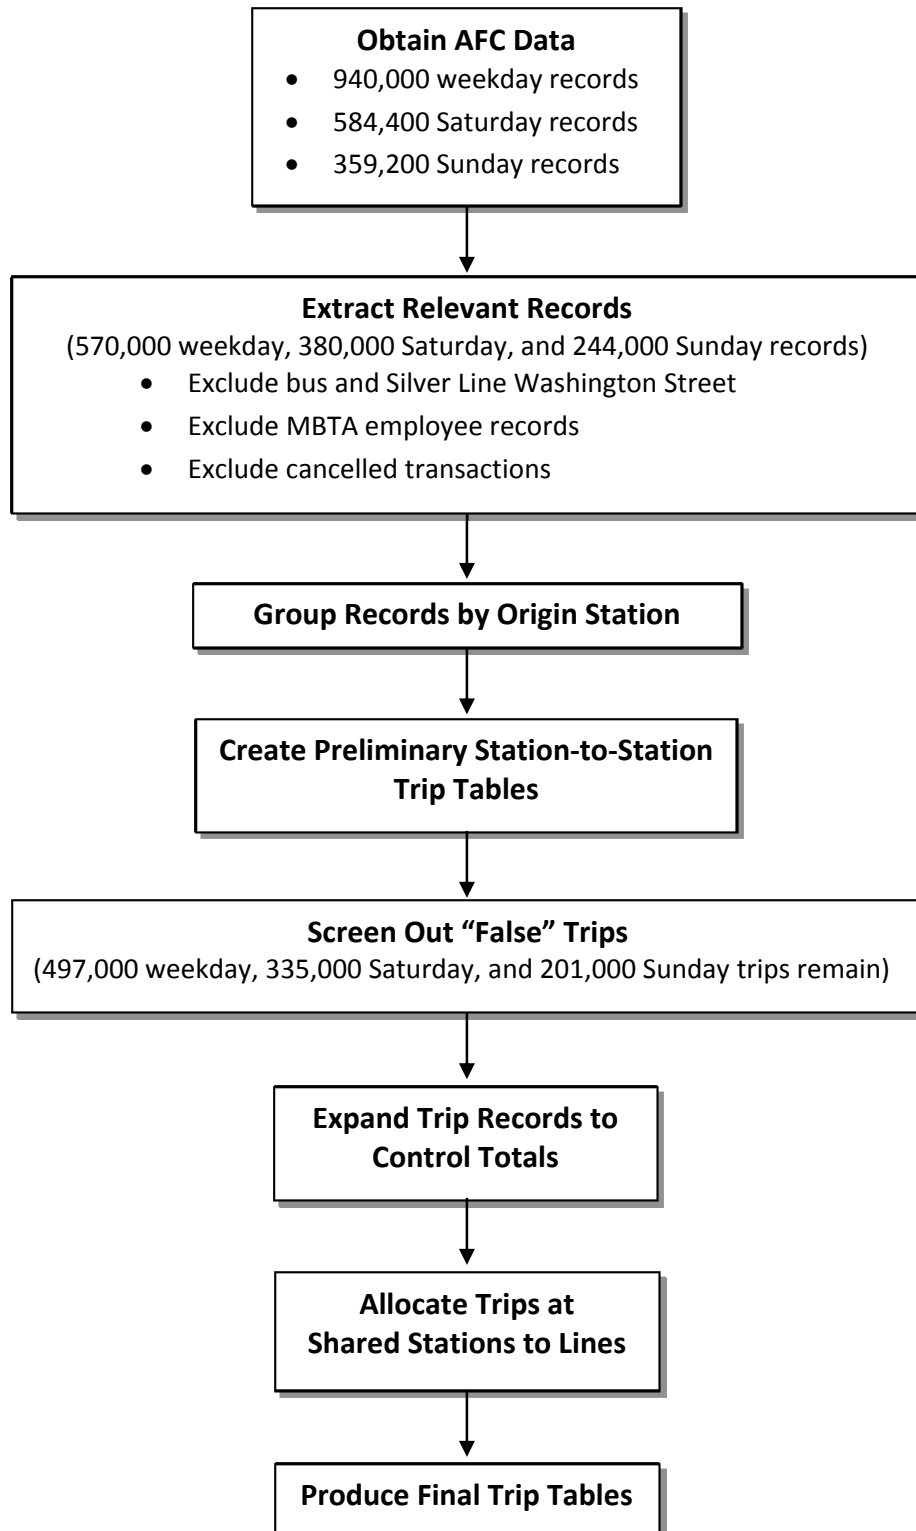 Obtain AFC Data
• 940,000 weekday records
• 584,400 Saturday records
• 359,200 Sunday records
Extract Relevant Records
(570,000 weekday, 380,000 Saturday, and 244,000 Sunday records)
• Exclude bus and Silver Line Washington Street
• Exclude MBTA employee records
• Exclude cancelled transactions
Group Records by Origin Station
Create Preliminary Station-to-Station
Trip Tables
Screen Out “False” Trips
(497,000 weekday, 335,000 Saturday, and 201,000 Sunday trips remain)
Expand Trip Records to
Control Totals
Allocate Trips at
Shared Stations to Lines
Produce Final Trip Tables